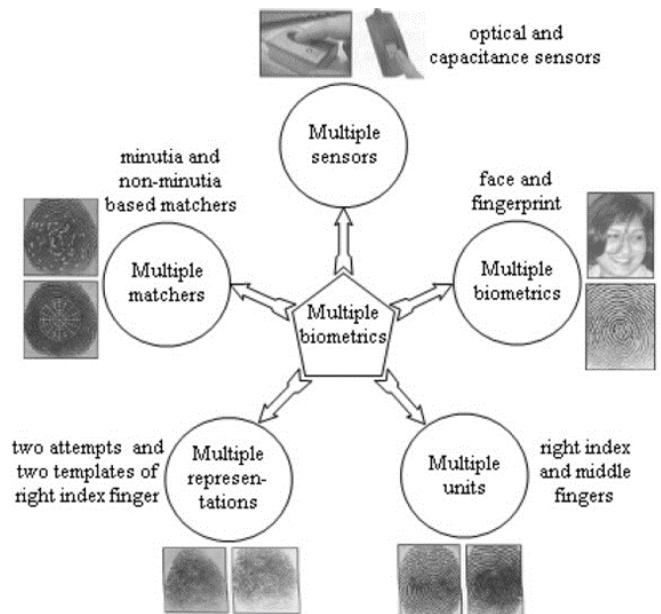 optical and
capacitance sensors
Multiple
sensors
minutia and
non-minutia
based matchers
Multiple
matchers
face and
fingerprint
Multiple
biometrics
Multiple
biometrics
two attempts and
two templates of
right index finger
Multiple
represen-
tations
Multiple
units
right index
and middle
fingers